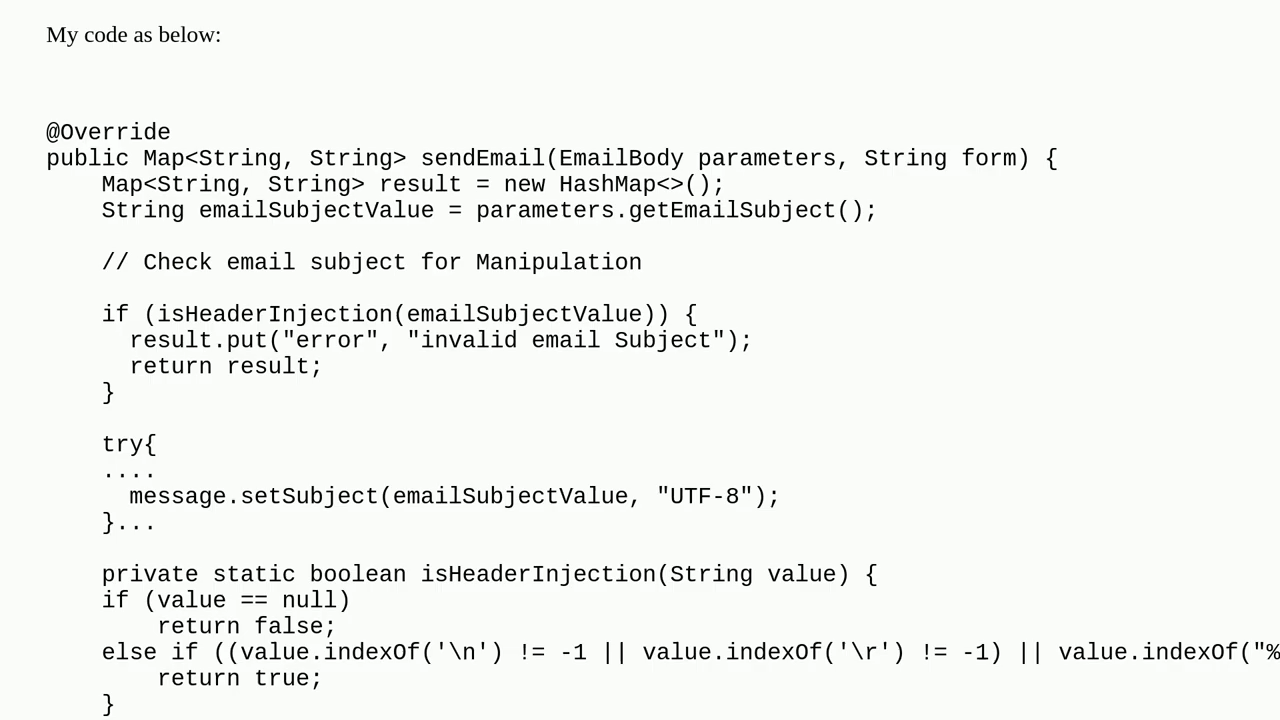 My code as below:
@Override
public Map<String, String> sendEmail(EmailBody parameters, String form) {
    Map<String, String> result = new HashMap<>();
    String emailSubjectValue = parameters.getEmailSubject();
    // Check email subject for Manipulation
    if (isHeaderInjection(emailSubjectValue)) {
      result.put("error", "invalid email Subject");
      return result;
    }
    try{
    ....
      message.setSubject(emailSubjectValue, "UTF-8");
    }...
    private static boolean isHeaderInjection(String value) {
    if (value == null)
        return false;
    else if ((value.indexOf('\n') != -1 || value.indexOf('\r') != -1) || value.indexOf("%
        return true;
    }